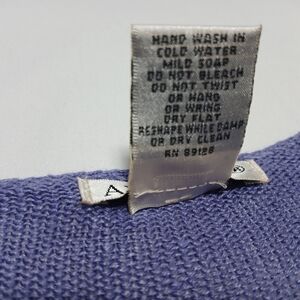 HAND WASH IN
COLD WATER
MILD SOAP
DO NOT BLEACH
DO NOT TWIST
OR HAND
OR WRING
DRY FLAT
RESHAPE WHILE DAMP
OR DRY CLEAN
RN 89126
A ®